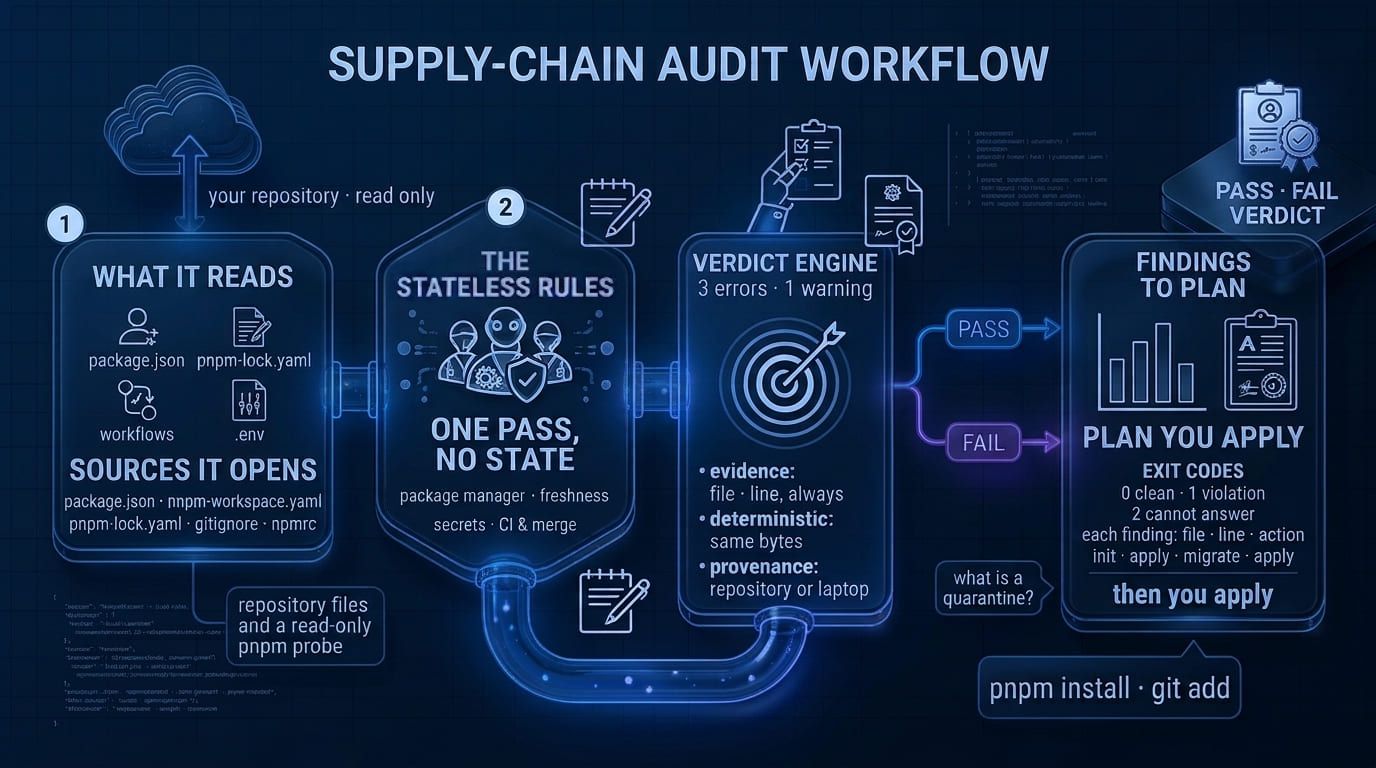 SUPPLY-CHAIN AUDIT WORKFLOW
your repository · read only
1
WHAT IT READS
package.json
pnpm-lock.yaml
workflows
.env
SOURCES IT OPENS
package.json · nnpm-workspace.yaml
pnpm-lock.yaml · gitignore · npmrc
repository files
and a read-only
pnpm probe
2
THE
STATELESS RULES
ONE PASS,
NO STATE
package manager · freshness
secrets · CI & merge
VERDICT ENGINE
3 errors · 1 warning
• evidence:
file · line, always
• deterministic:
same bytes
• provenance:
repository or laptop
PASS
FAIL
PASS · FAIL
VERDICT
FINDINGS
TO PLAN
A
PLAN YOU APPLY
EXIT CODES
0 clean · 1 violation
2 cannot answer
each finding: file · line · action
init · apply · migrate · apply
then you apply
what is a
quarantine?
pnpm install · git add